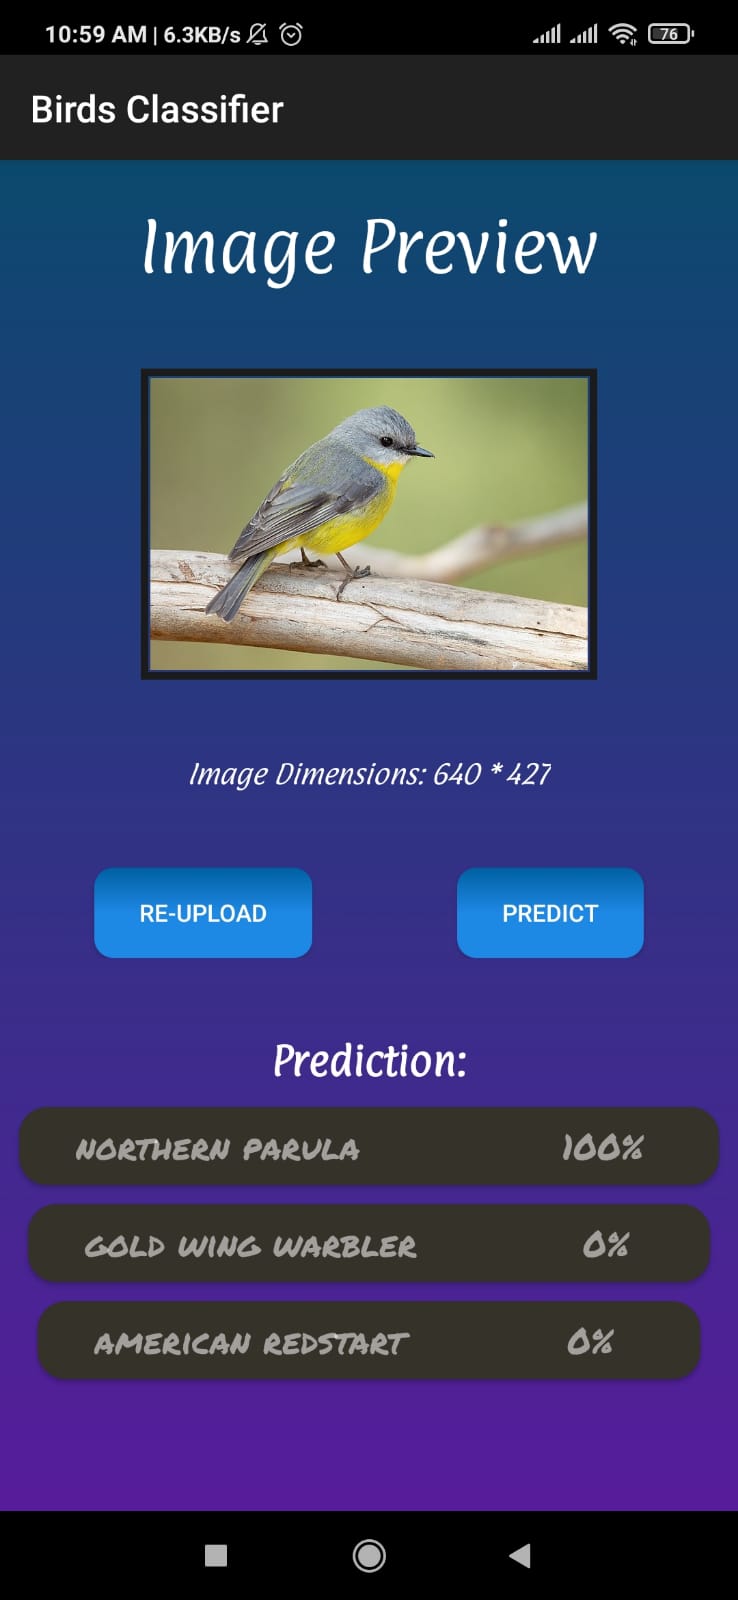 10:59 AM | 6.3KB/s 76
Birds Classifier
Image Preview
Image Dimensions: 640 * 427
RE-UPLOAD PREDICT
Prediction:
NORTHERN PARULA 100%
GOLD WING WARBLER 0%
AMERICAN REDSTART 0%